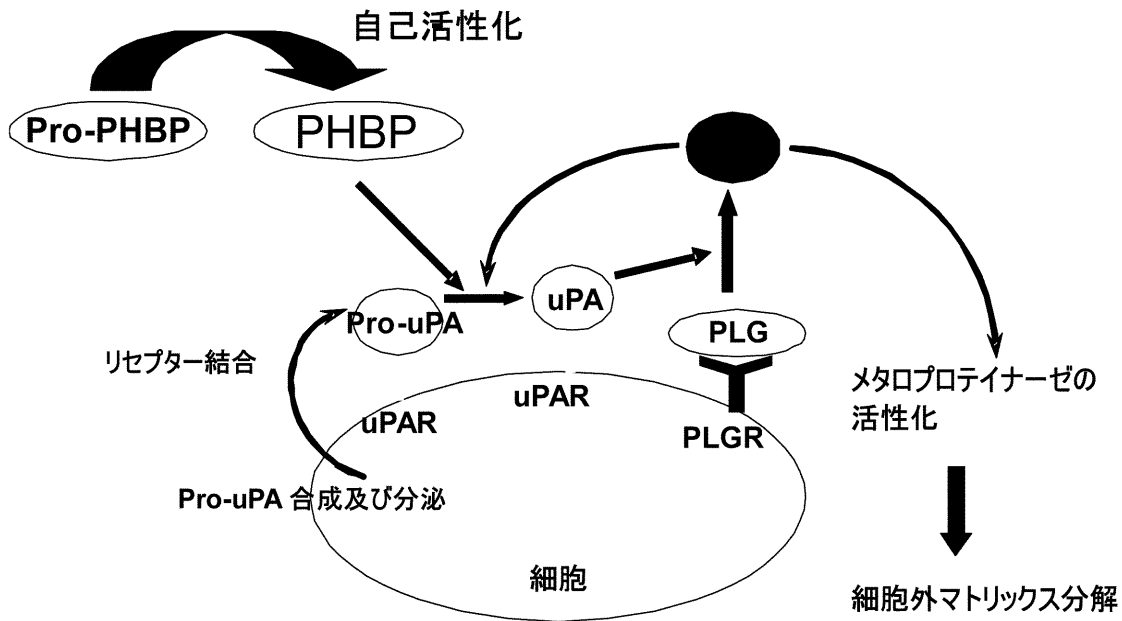 自己活性化
Pro-PHBP
PHBP
Pro-uPA
uPA
PLG
リセプター結合
uPAR
uPAR
PLGR
メタロプロテイナーゼの
活性化
Pro-uPA 合成及び分泌
細胞
細胞外マトリックス分解